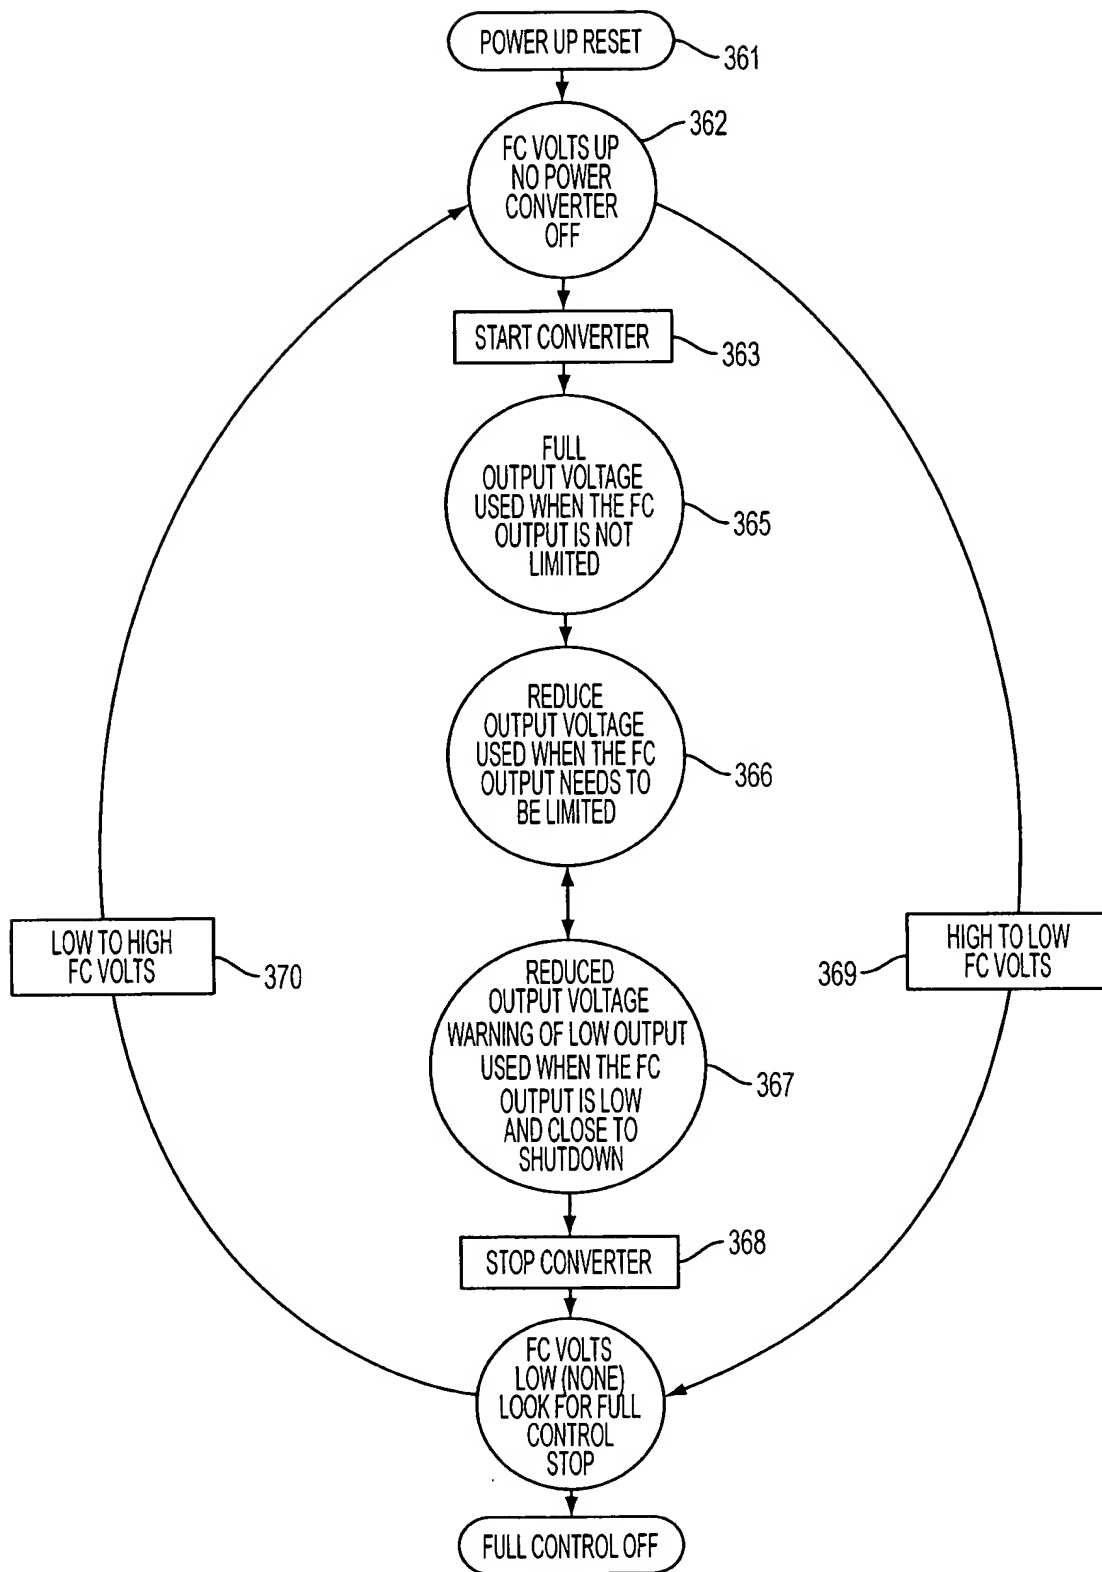 POWER UP RESET
361
362
FC VOLTS UP
NO POWER
CONVERTER
OFF
START CONVERTER
363
FULL
OUTPUT VOLTAGE
USED WHEN THE FC
OUTPUT IS NOT
LIMITED
365
REDUCE
OUTPUT VOLTAGE
USED WHEN THE FC
OUTPUT NEEDS TO
BE LIMITED
366
LOW TO HIGH
FC VOLTS
370
HIGH TO LOW
FC VOLTS
369
REDUCED
OUTPUT VOLTAGE
WARNING OF LOW OUTPUT
USED WHEN THE FC
OUTPUT IS LOW
AND CLOSE TO
SHUTDOWN
367
STOP CONVERTER
368
FC VOLTS
LOW (NONE)
LOOK FOR FULL
CONTROL
STOP
FULL CONTROL OFF